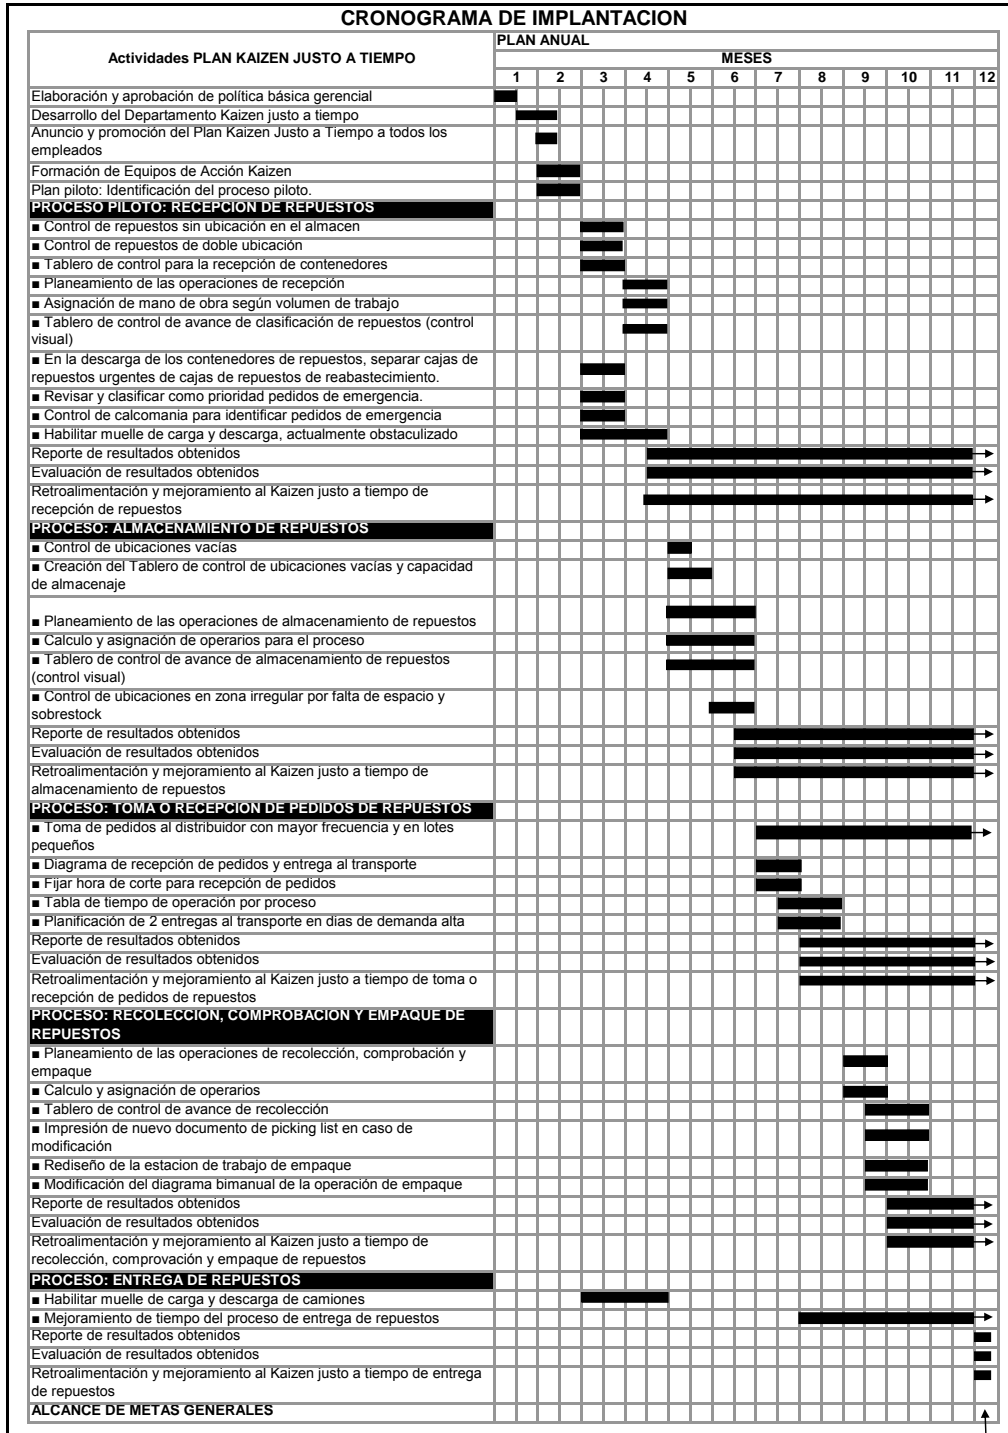 CRONOGRAMA DE IMPLANTACION
PLAN ANUAL
Actividades PLAN KAIZEN JUSTO A TIEMPO
MESES
1 2 3 4 5 6 7 8 9 10 11 12
Elaboración y aprobación de política básica gerencial
Desarrollo del Departamento Kaizen justo a tiempo
Anuncio y promoción del Plan Kaizen Justo a Tiempo a todos los
empleados
Formación de Equipos de Acción Kaizen
Plan piloto: Identificación del proceso piloto.
PROCESO PILOTO: RECEPCION DE REPUESTOS
■ Control de repuestos sin ubicación en el almacen
■ Control de repuestos de doble ubicación
■ Tablero de control para la recepción de contenedores
■ Planeamiento de las operaciones de recepción
■ Asignación de mano de obra según volumen de trabajo
■ Tablero de control de avance de clasificación de repuestos (control
visual)
■ En la descarga de los contenedores de repuestos, separar cajas de
repuestos urgentes de cajas de repuestos de reabastecimiento.
■ Revisar y clasificar como prioridad pedidos de emergencia.
■ Control de calcomania para identificar pedidos de emergencia
■ Habilitar muelle de carga y descarga, actualmente obstaculizado
Reporte de resultados obtenidos
Evaluación de resultados obtenidos
Retroalimentación y mejoramiento al Kaizen justo a tiempo de
recepción de repuestos
PROCESO: ALMACENAMIENTO DE REPUESTOS
■ Control de ubicaciones vacías
■ Creación del Tablero de control de ubicaciones vacías y capacidad
de almacenaje
■ Planeamiento de las operaciones de almacenamiento de repuestos
■ Calculo y asignación de operarios para el proceso
■ Tablero de control de avance de almacenamiento de repuestos
(control visual)
■ Control de ubicaciones en zona irregular por falta de espacio y
sobrestock
Reporte de resultados obtenidos
Evaluación de resultados obtenidos
Retroalimentación y mejoramiento al Kaizen justo a tiempo de
almacenamiento de repuestos
PROCESO: TOMA O RECEPCION DE PEDIDOS DE REPUESTOS
■ Toma de pedidos al distribuidor con mayor frecuencia y en lotes
pequeños
■ Diagrama de recepción de pedidos y entrega al transporte
■ Fijar hora de corte para recepción de pedidos
■ Tabla de tiempo de operación por proceso
■ Planificación de 2 entregas al transporte en dias de demanda alta
Reporte de resultados obtenidos
Evaluación de resultados obtenidos
Retroalimentación y mejoramiento al Kaizen justo a tiempo de toma o
recepción de pedidos de repuestos
PROCESO: RECOLECCION, COMPROBACION Y EMPAQUE DE
REPUESTOS
■ Planeamiento de las operaciones de recolección, comprobación y
empaque
■ Calculo y asignación de operarios
■ Tablero de control de avance de recolección
■ Impresión de nuevo documento de picking list en caso de
modificación
■ Rediseño de la estacion de trabajo de empaque
■ Modificación del diagrama bimanual de la operación de empaque
Reporte de resultados obtenidos
Evaluación de resultados obtenidos
Retroalimentación y mejoramiento al Kaizen justo a tiempo de
recolección, comprovación y empaque de repuestos
PROCESO: ENTREGA DE REPUESTOS
■ Habilitar muelle de carga y descarga de camiones
■ Mejoramiento de tiempo del proceso de entrega de repuestos
Reporte de resultados obtenidos
Evaluación de resultados obtenidos
Retroalimentación y mejoramiento al Kaizen justo a tiempo de entrega
de repuestos
ALCANCE DE METAS GENERALES